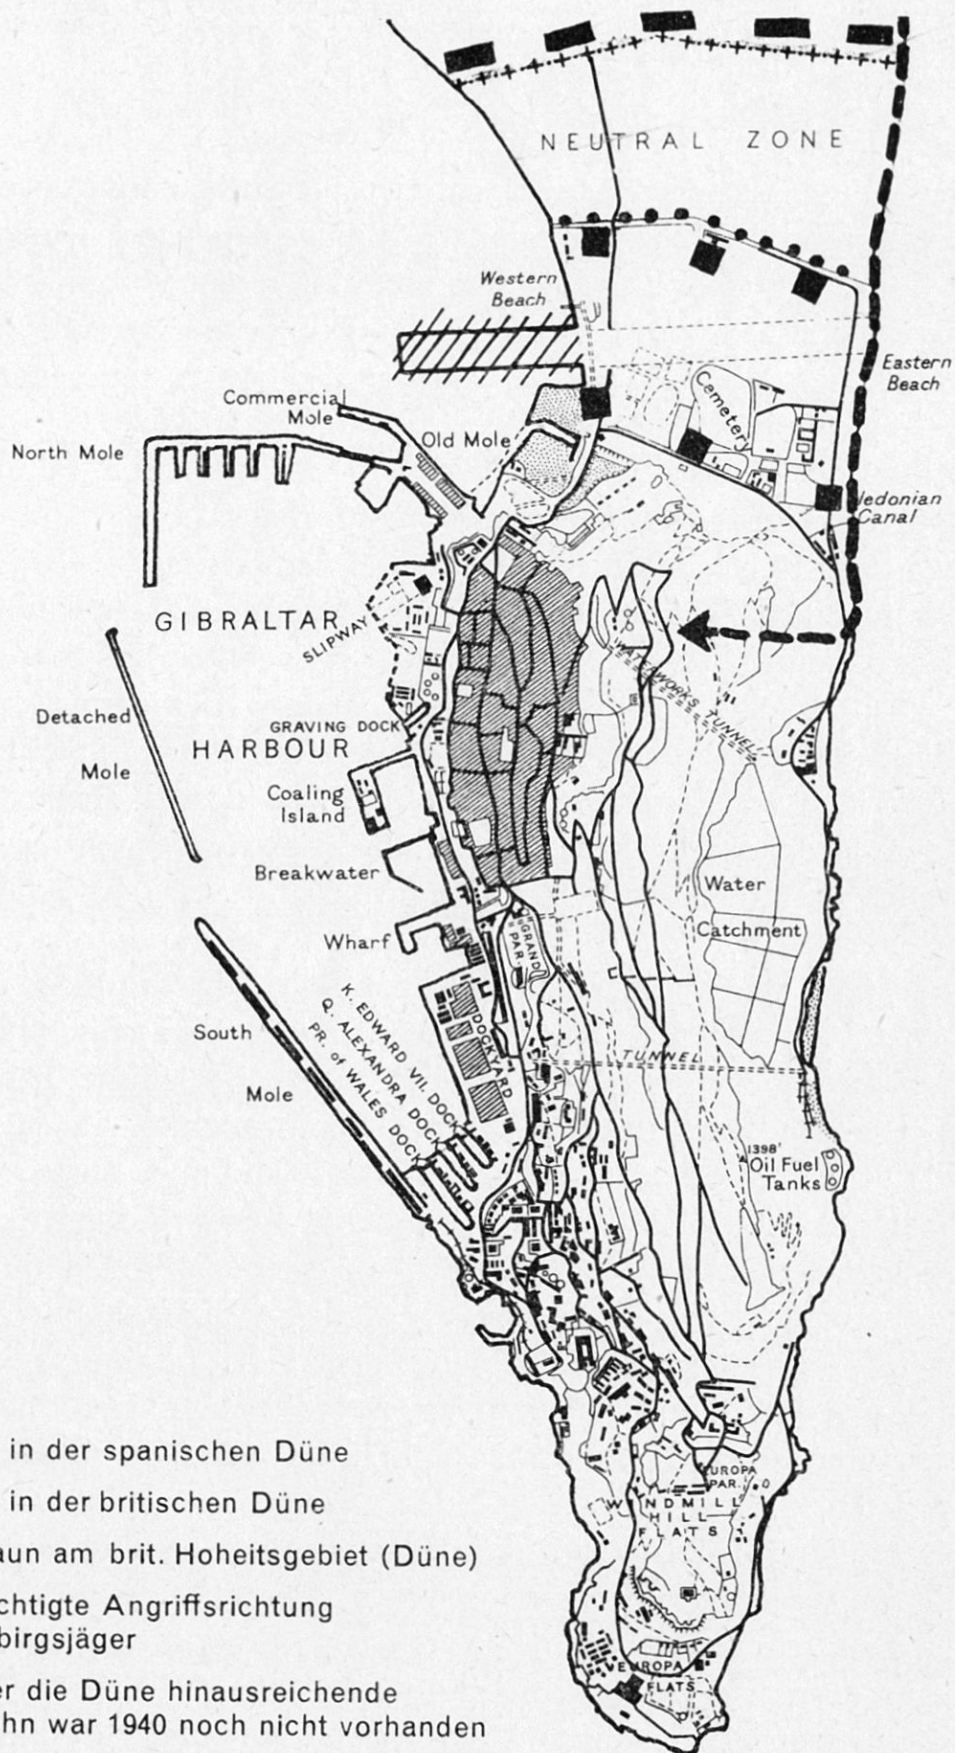 NEUTRAL ZONE
Western
Beach
Eastern
Beach
Commercial
Mole
Cemetery
North Mole
Old Mole
Canal
GIBRALTAR
SLIPWAY
WATERWORKS TUNNEL
Detached
Mole
GRAVING DOCK
HARBOUR
Coaling
Island
Breakwater
Water
Catchment
Wharf
GRAND
PAR.
K. EDWARD VII. DOCK
Q. ALEXANDRA DOCK
PR. of WALES DOCK
DOCKYARD
South
Mole
TUNNEL
1398'
Oil Fuel
Tanks
in der spanischen Düne
in der britischen Düne
aun am brit. Hoheitsgebiet (Düne)
chtigte Angriffsrichtung
birgsjäger
er die Düne hinausreichende
hn war 1940 noch nicht vorhanden
UROPA
PAR.
WINDMILL
HILL
FLATS
EUROPA
FLATS